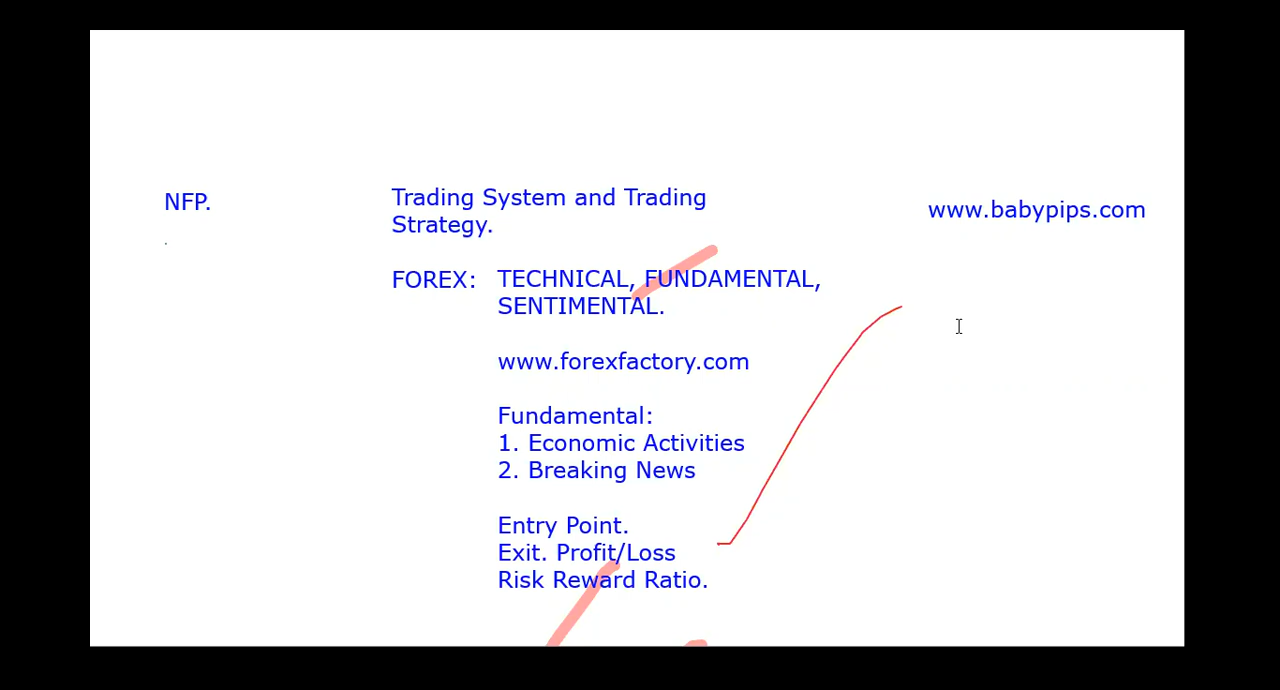 NFP.
Trading System and Trading
Strategy.
www.babypips.com
FOREX: TECHNICAL, FUNDAMENTAL,
SENTIMENTAL.
www.forexfactory.com
Fundamental:
1. Economic Activities
2. Breaking News
Entry Point.
Exit. Profit/Loss
Risk Reward Ratio.